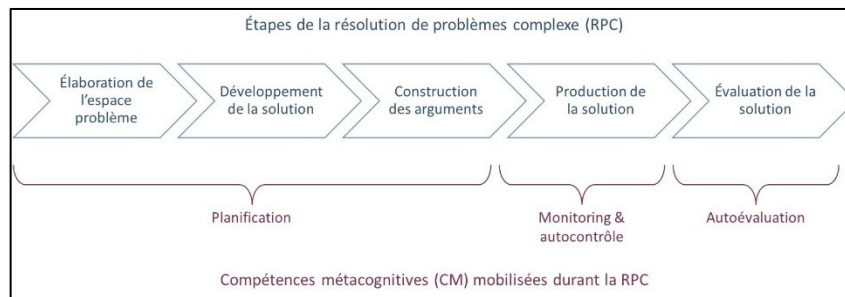 Étapes de la résolution de problèmes complexe (RPC)
Élaboration de
l'espace
problème
Développement
de la solution
Construction
des arguments
Production de
la solution
Évaluation de la
solution
Planification
Monitoring &
autocontrôle
Autoévaluation
Compétences métacognitives (CM) mobilisées durant la RPC